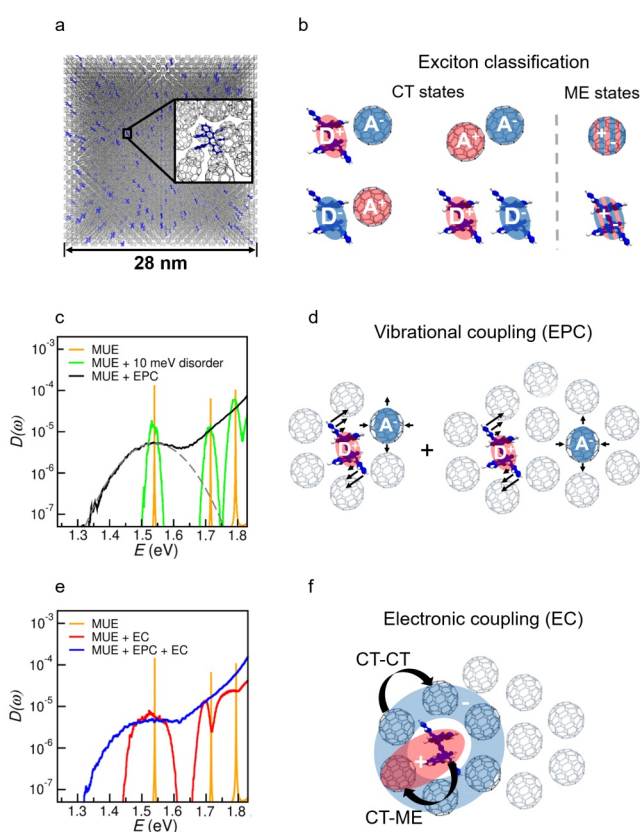 a
28 nm
b
Exciton classification
CT states
ME states
D+
A-
A+
A-
+
-
D-
A+
D+
D-
+
-
c
MUE
MUE + 10 meV disorder
MUE + EPC
D(ω)
10-3
10-4
10-5
10-6
10-7
1.3 1.4 1.5 1.6 1.7 1.8
E (eV)
d
Vibrational coupling (EPC)
A-
D+
+
A-
D+
e
MUE
MUE + EC
MUE + EPC + EC
D(ω)
10-3
10-4
10-5
10-6
10-7
1.3 1.4 1.5 1.6 1.7 1.8
E (eV)
f
Electronic coupling (EC)
CT-CT
-
+
CT-ME